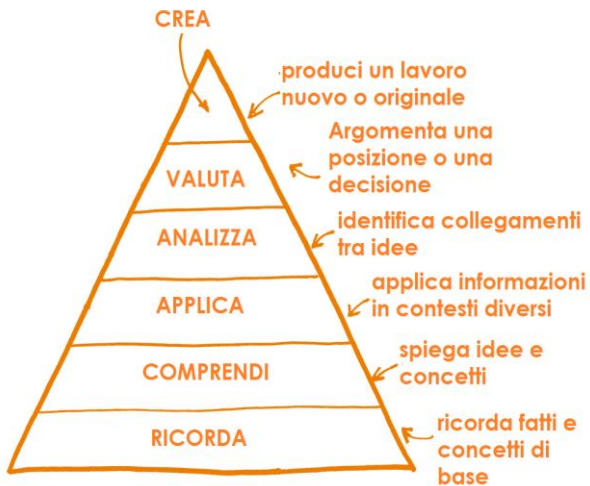 CREA
produci un lavoro
nuovo o originale
Argomenta una
posizione o una
decisione
VALUTA
identifica collegamenti
tra idee
ANALIZZA
applica informazioni
in contesti diversi
APPLICA
spiega idee e
concetti
COMPRENDI
ricorda fatti e
concetti di
base
RICORDA